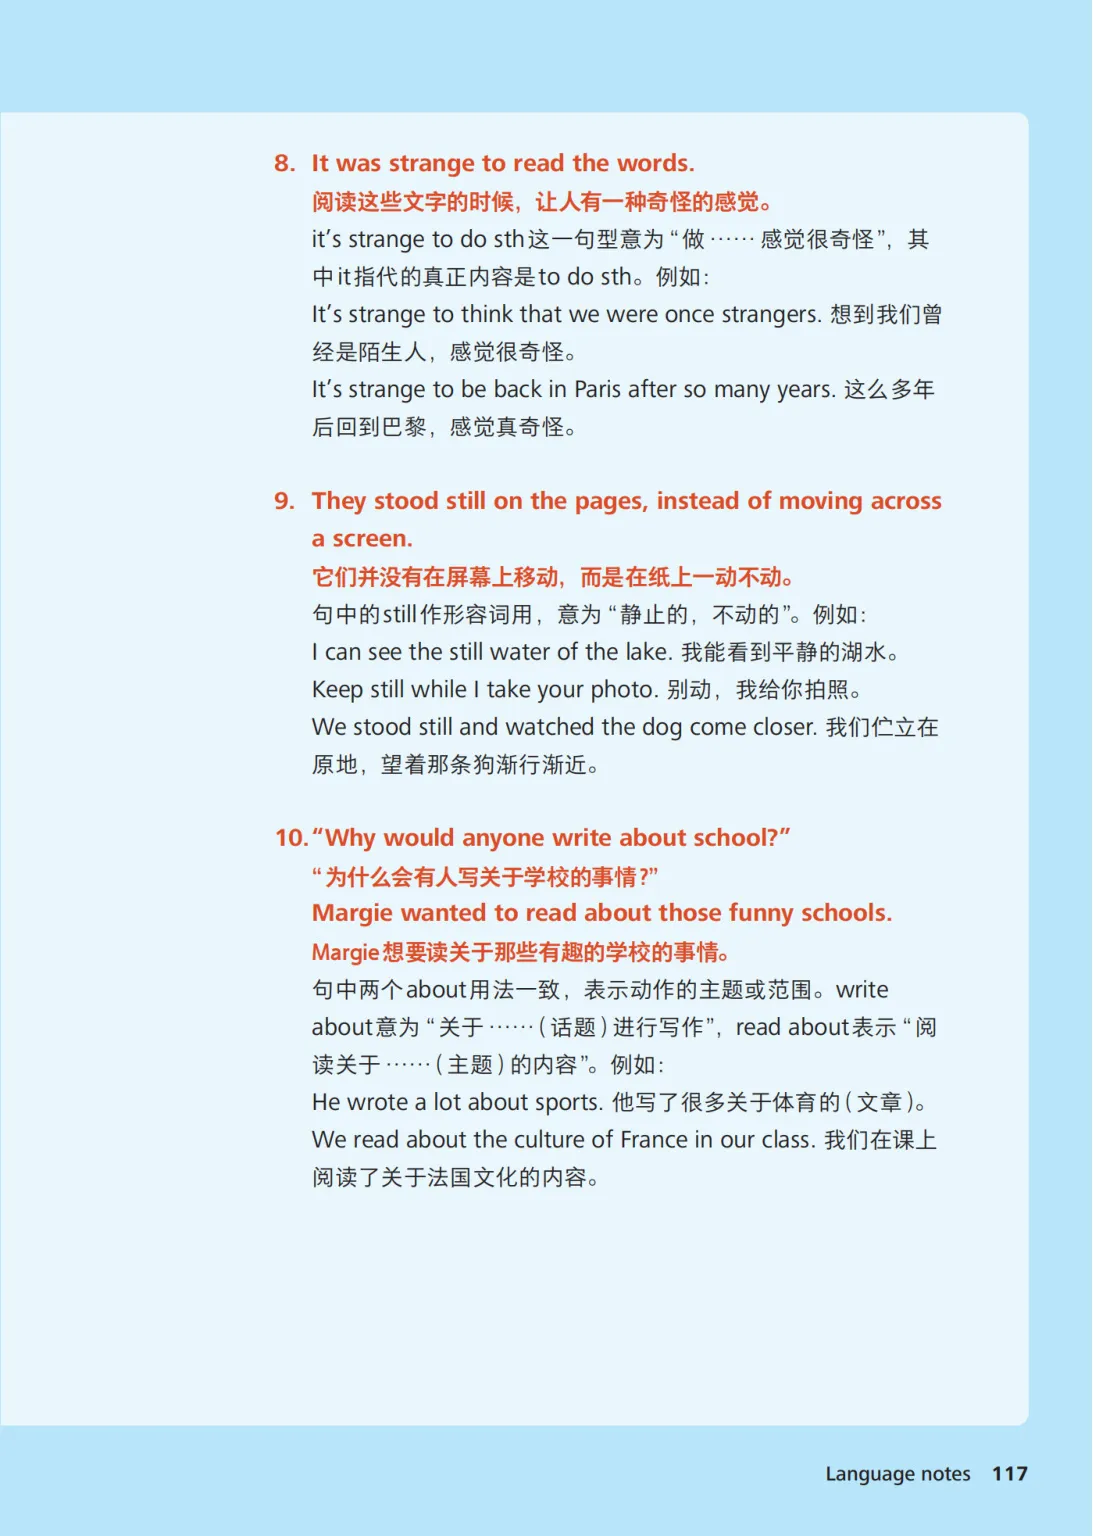 8. It was strange to read the words.
阅读这些文字的时候，让人有一种奇怪的感觉。
it’s strange to do sth这一句型意为“做……感觉很奇怪”，其
中it指代的真正内容是to do sth。例如：
It’s strange to think that we were once strangers. 想到我们曾
经是陌生人，感觉很奇怪。
It’s strange to be back in Paris after so many years. 这么多年
后回到巴黎，感觉真奇怪。
9. They stood still on the pages, instead of moving across
a screen.
它们并没有在屏幕上移动，而是在纸上一动不动。
句中的still作形容词用，意为“静止的，不动的”。例如：
I can see the still water of the lake. 我能看到平静的湖水。
Keep still while I take your photo. 别动，我给你拍照。
We stood still and watched the dog come closer. 我们伫立在
原地，望着那条狗渐行渐近。
10. “Why would anyone write about school?”
“为什么会有人写关于学校的事情？”
Margie wanted to read about those funny schools.
Margie想要读关于那些有趣的学校的事情。
句中两个about用法一致，表示动作的主题或范围。write
about意为“关于……（话题）进行写作”，read about表示“阅
读关于……（主题）的内容”。例如：
He wrote a lot about sports. 他写了很多关于体育的（文章）。
We read about the culture of France in our class. 我们在课上
阅读了关于法国文化的内容。
Language notes 117